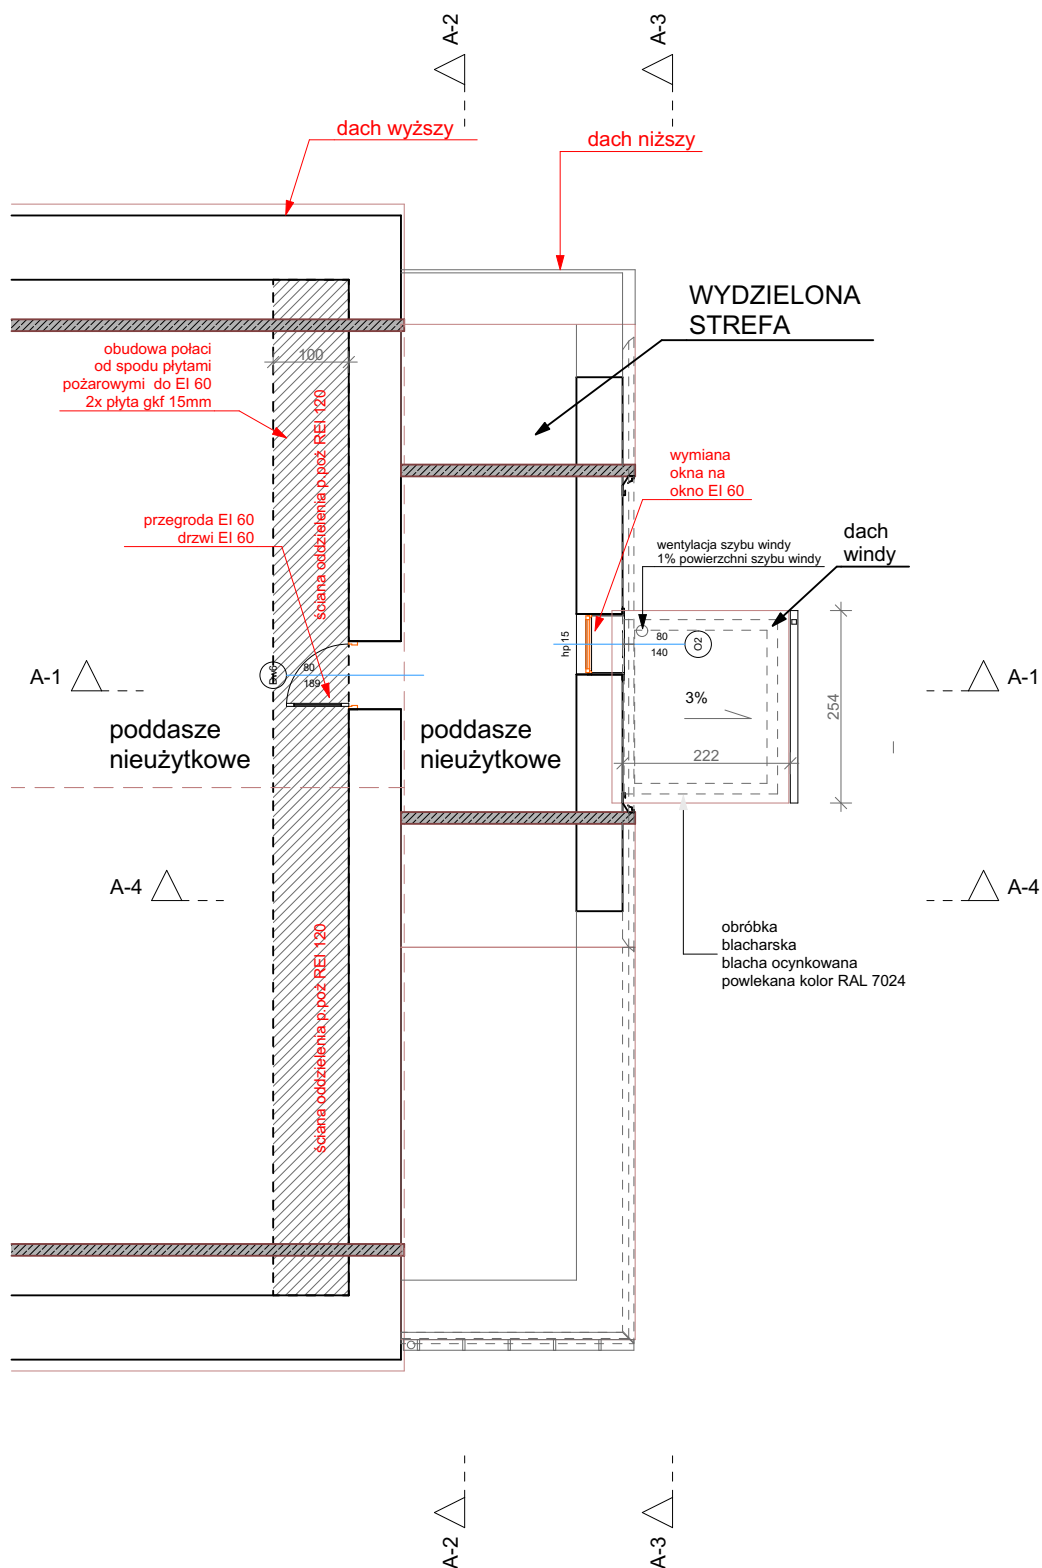 A-2
A-3
dach wyższy
dach niższy
WYDZIELONA
STREFA
obudowa połaci
od spodu płytami
pożarowymi do EI 60
2x płyta gkf 15mm
100
ściana oddzielenia p.poż REI 120
wymiana
okna na
okno EI 60
przegroda EI 60
drzwi EI 60
wentylacja szybu windy
1% powierzchni szybu windy
dach
windy
hp 15
80
140
O2
A-1
Dw6
80
189
3%
254
A-1
poddasze
nieużytkowe
poddasze
nieużytkowe
222
A-4
A-4
ściana oddzielenia p.poż REI 120
obróbka
blacharska
blacha ocynkowana
powlekana kolor RAL 7024
A-2
A-3